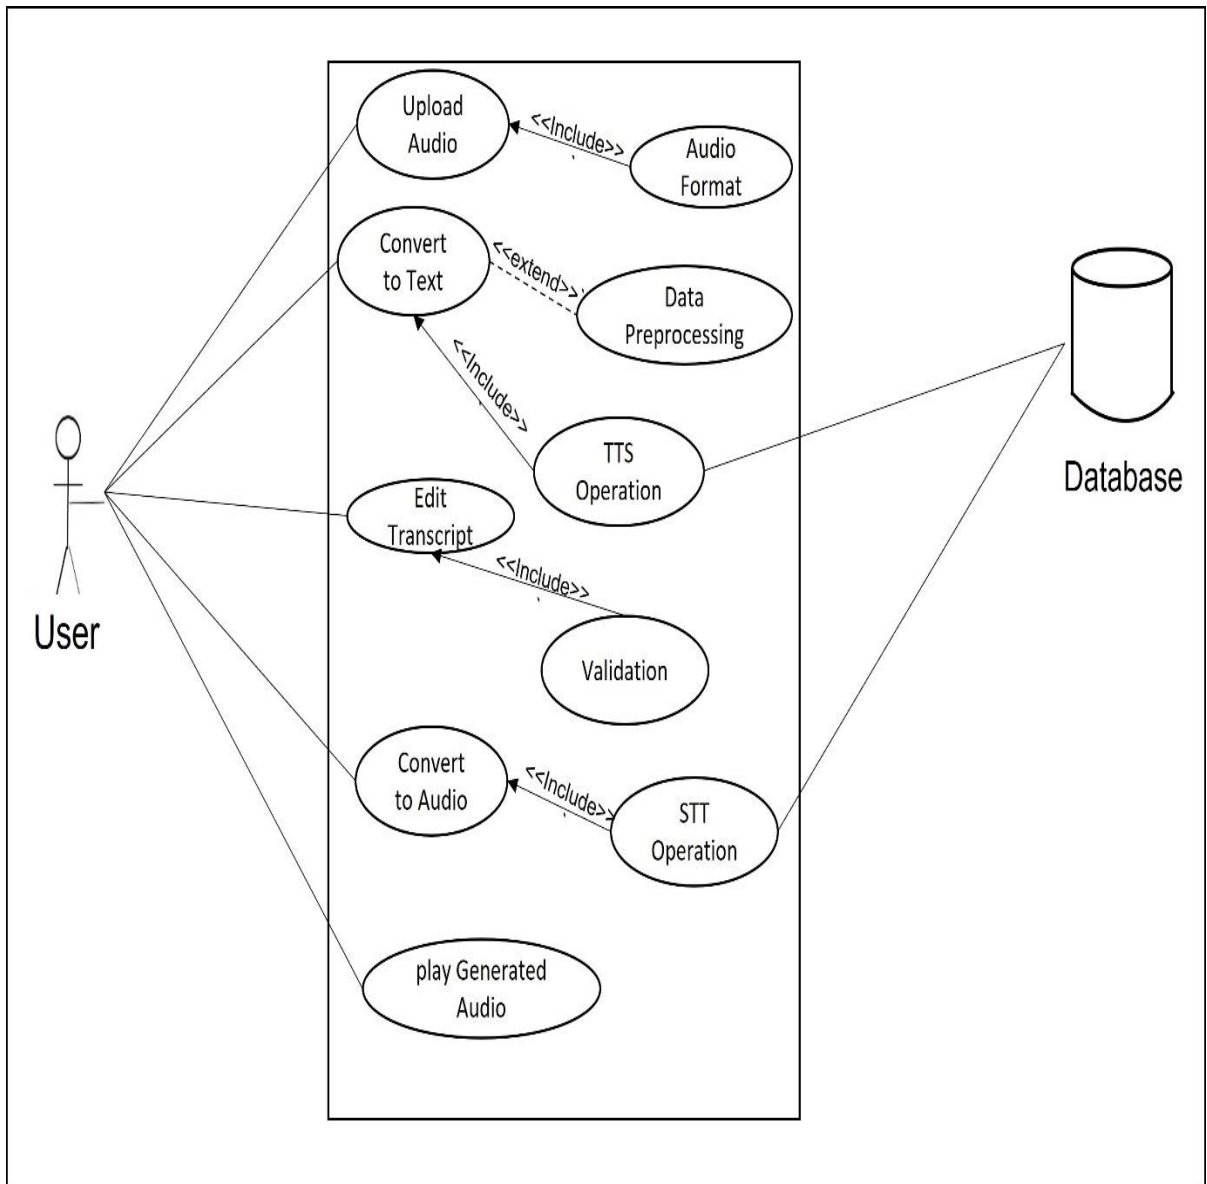 Upload
Audio
<<Include>>
Audio
Format
Convert
to Text
<<extend>>
Data
Preprocessing
<<Include>>
TTS
Operation
Database
Edit
Transcript
<<Include>>
User
Validation
Convert
to Audio
<<Include>>
STT
Operation
play Generated
Audio